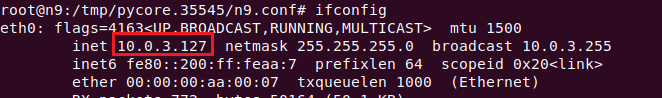 root@n9:/tmp/pycore.35545/n9.conf# ifconfig
eth0: flags=4163<UP,BROADCAST,RUNNING,MULTICAST>  mtu 1500
inet 10.0.3.127  netmask 255.255.255.0  broadcast 10.0.3.255
inet6 fe80::200:ff:feaa:7  prefixlen 64  scopeid 0x20<link>
ether 00:00:00:aa:00:07  txqueuelen 1000  (Ethernet)